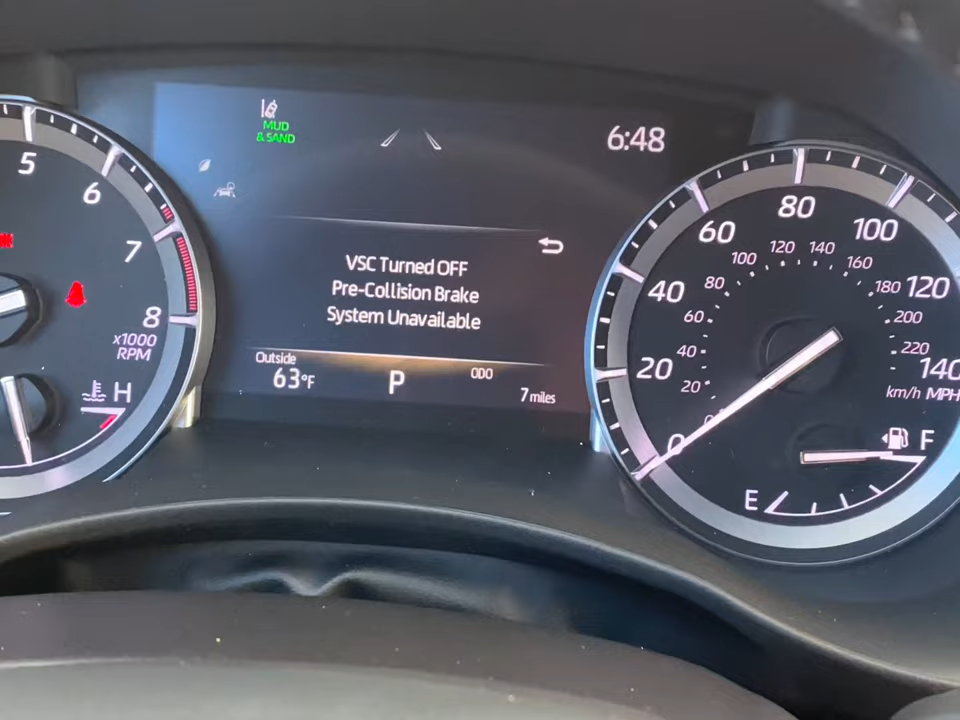 MUD
& SAND
6:48
VSC Turned OFF
Pre-Collision Brake
System Unavailable
Outside
63°F
P
ODO
7 miles
5
6
7
8
x1000
RPM
H
0
20
40
60
80
100
120
140
20
40
60
80
100
120
140
160
180
200
220
km/h MPH
E
F